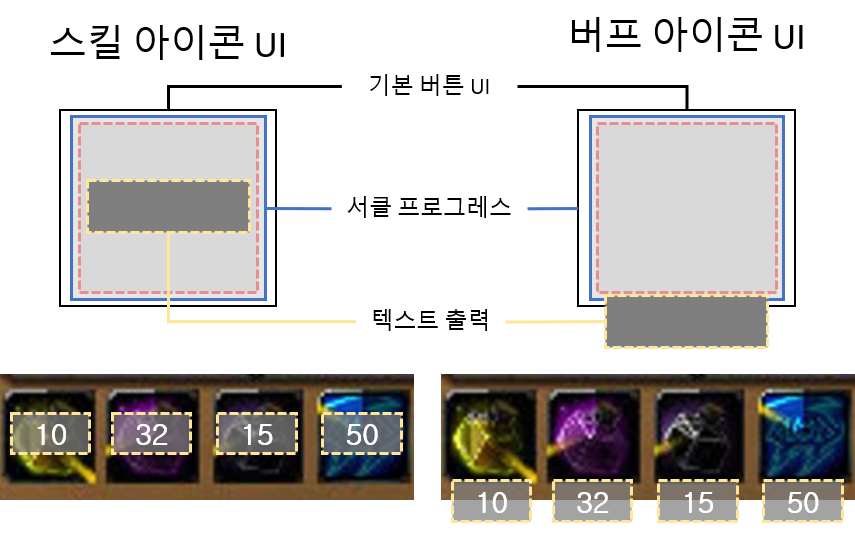 스킬 아이콘 UI
버프 아이콘 UI
기본 버튼 UI
서클 프로그레스
텍스트 출력
10 32 15 50
10 32 15 50